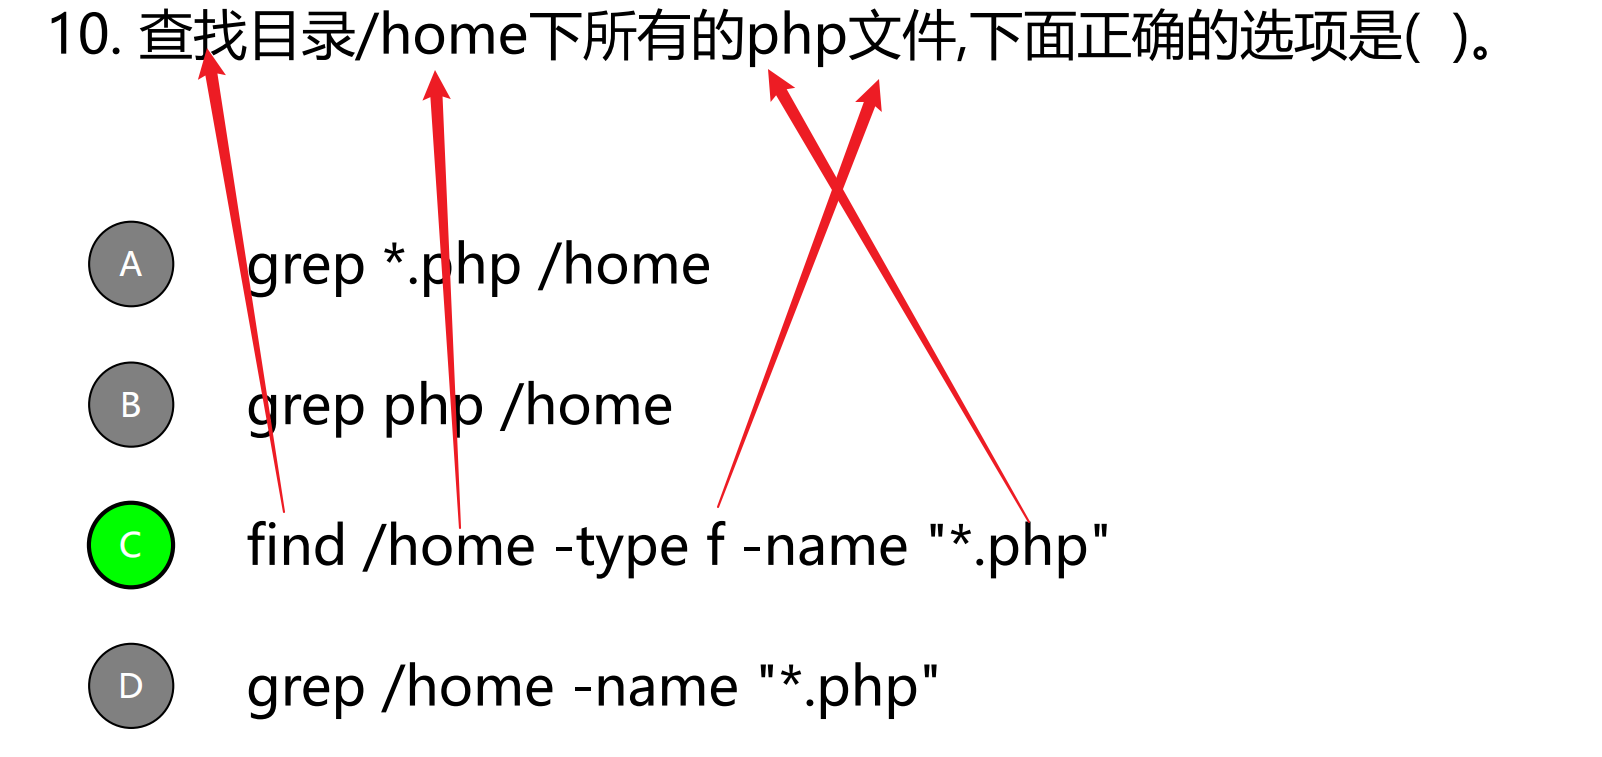 10. 查找目录/home下所有的php文件,下面正确的选项是(  )。
A grep *.php /home
B grep php /home
C find /home -type f -name "*.php"
D grep /home -name "*.php"